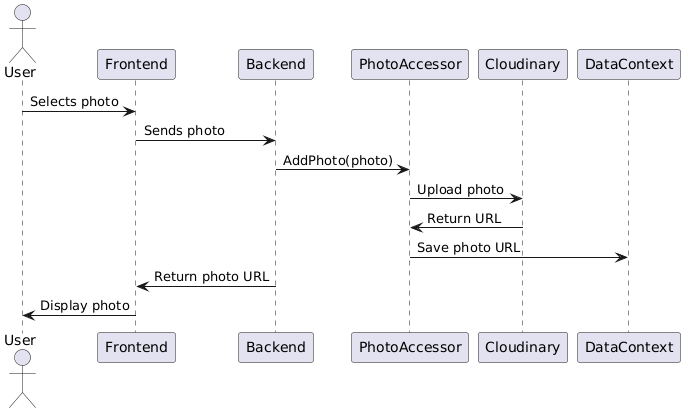 User
Frontend
Backend
PhotoAccessor
Cloudinary
DataContext
Selects photo
Sends photo
AddPhoto(photo)
Upload photo
Return URL
Save photo URL
Return photo URL
Display photo
User
Frontend
Backend
PhotoAccessor
Cloudinary
DataContext